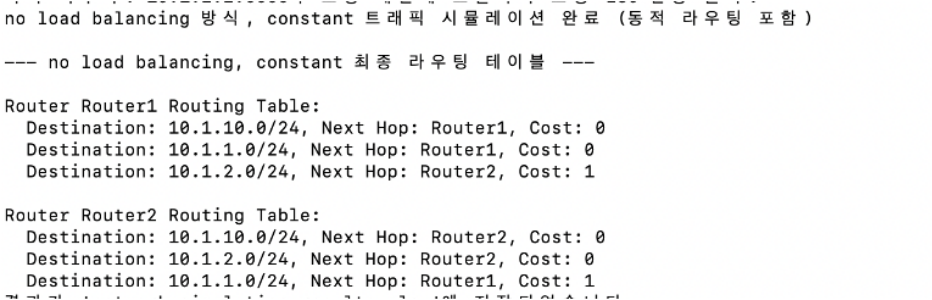 no load balancing 방식, constant 트래픽 시뮬레이션 완료 (동적 라우팅 포함)
--- no load balancing, constant 최종 라우팅 테이블 ---
Router Router1 Routing Table:
Destination: 10.1.10.0/24, Next Hop: Router1, Cost: 0
Destination: 10.1.1.0/24, Next Hop: Router1, Cost: 0
Destination: 10.1.2.0/24, Next Hop: Router2, Cost: 1
Router Router2 Routing Table:
Destination: 10.1.10.0/24, Next Hop: Router2, Cost: 0
Destination: 10.1.2.0/24, Next Hop: Router2, Cost: 0
Destination: 10.1.1.0/24, Next Hop: Router1, Cost: 1